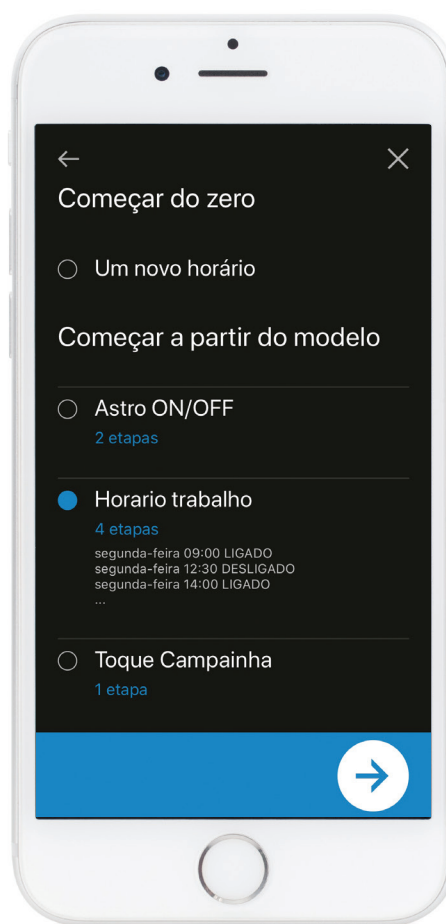 Começar do zero
Um novo horário
Começar a partir do modelo
Astro ON/OFF
2 etapas
Horario trabalho
4 etapas
segunda-feira 09:00 LIGADO
segunda-feira 12:30 DESLIGADO
segunda-feira 14:00 LIGADO
...
Toque Campainha
1 etapa